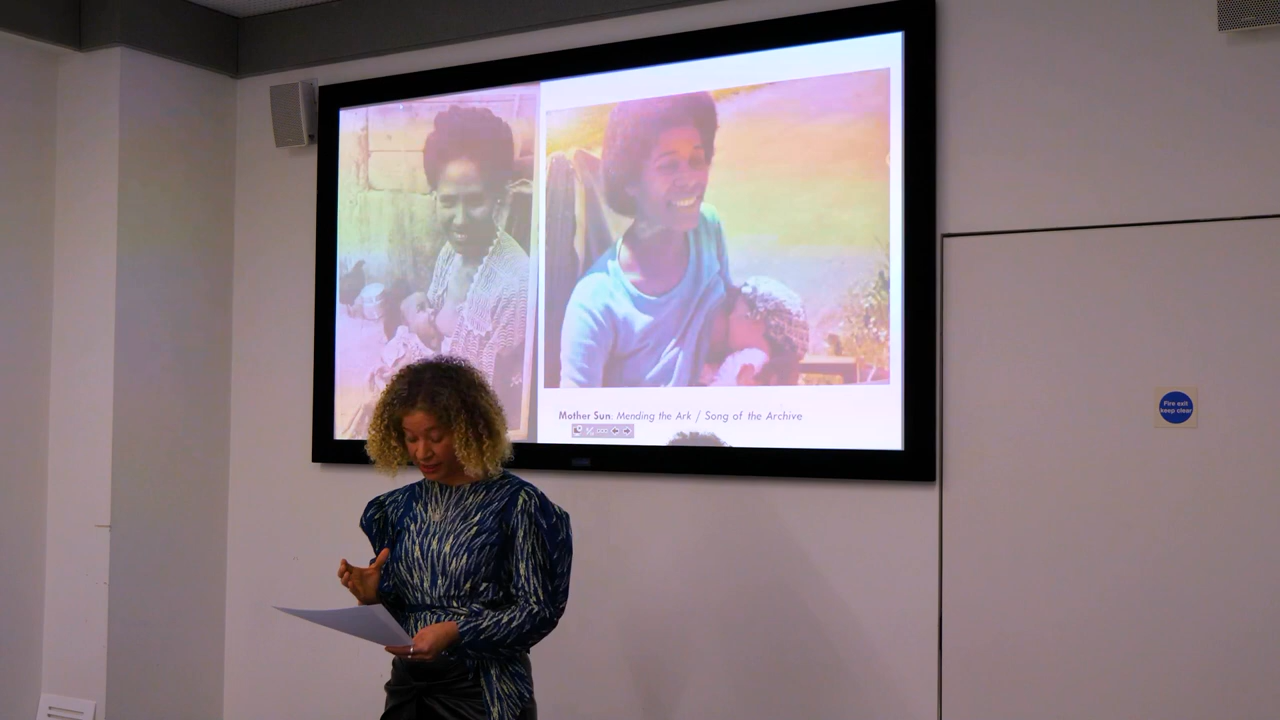 Mother Sun: Mending the Ark / Song of the Archive
Fire exit
keep clear